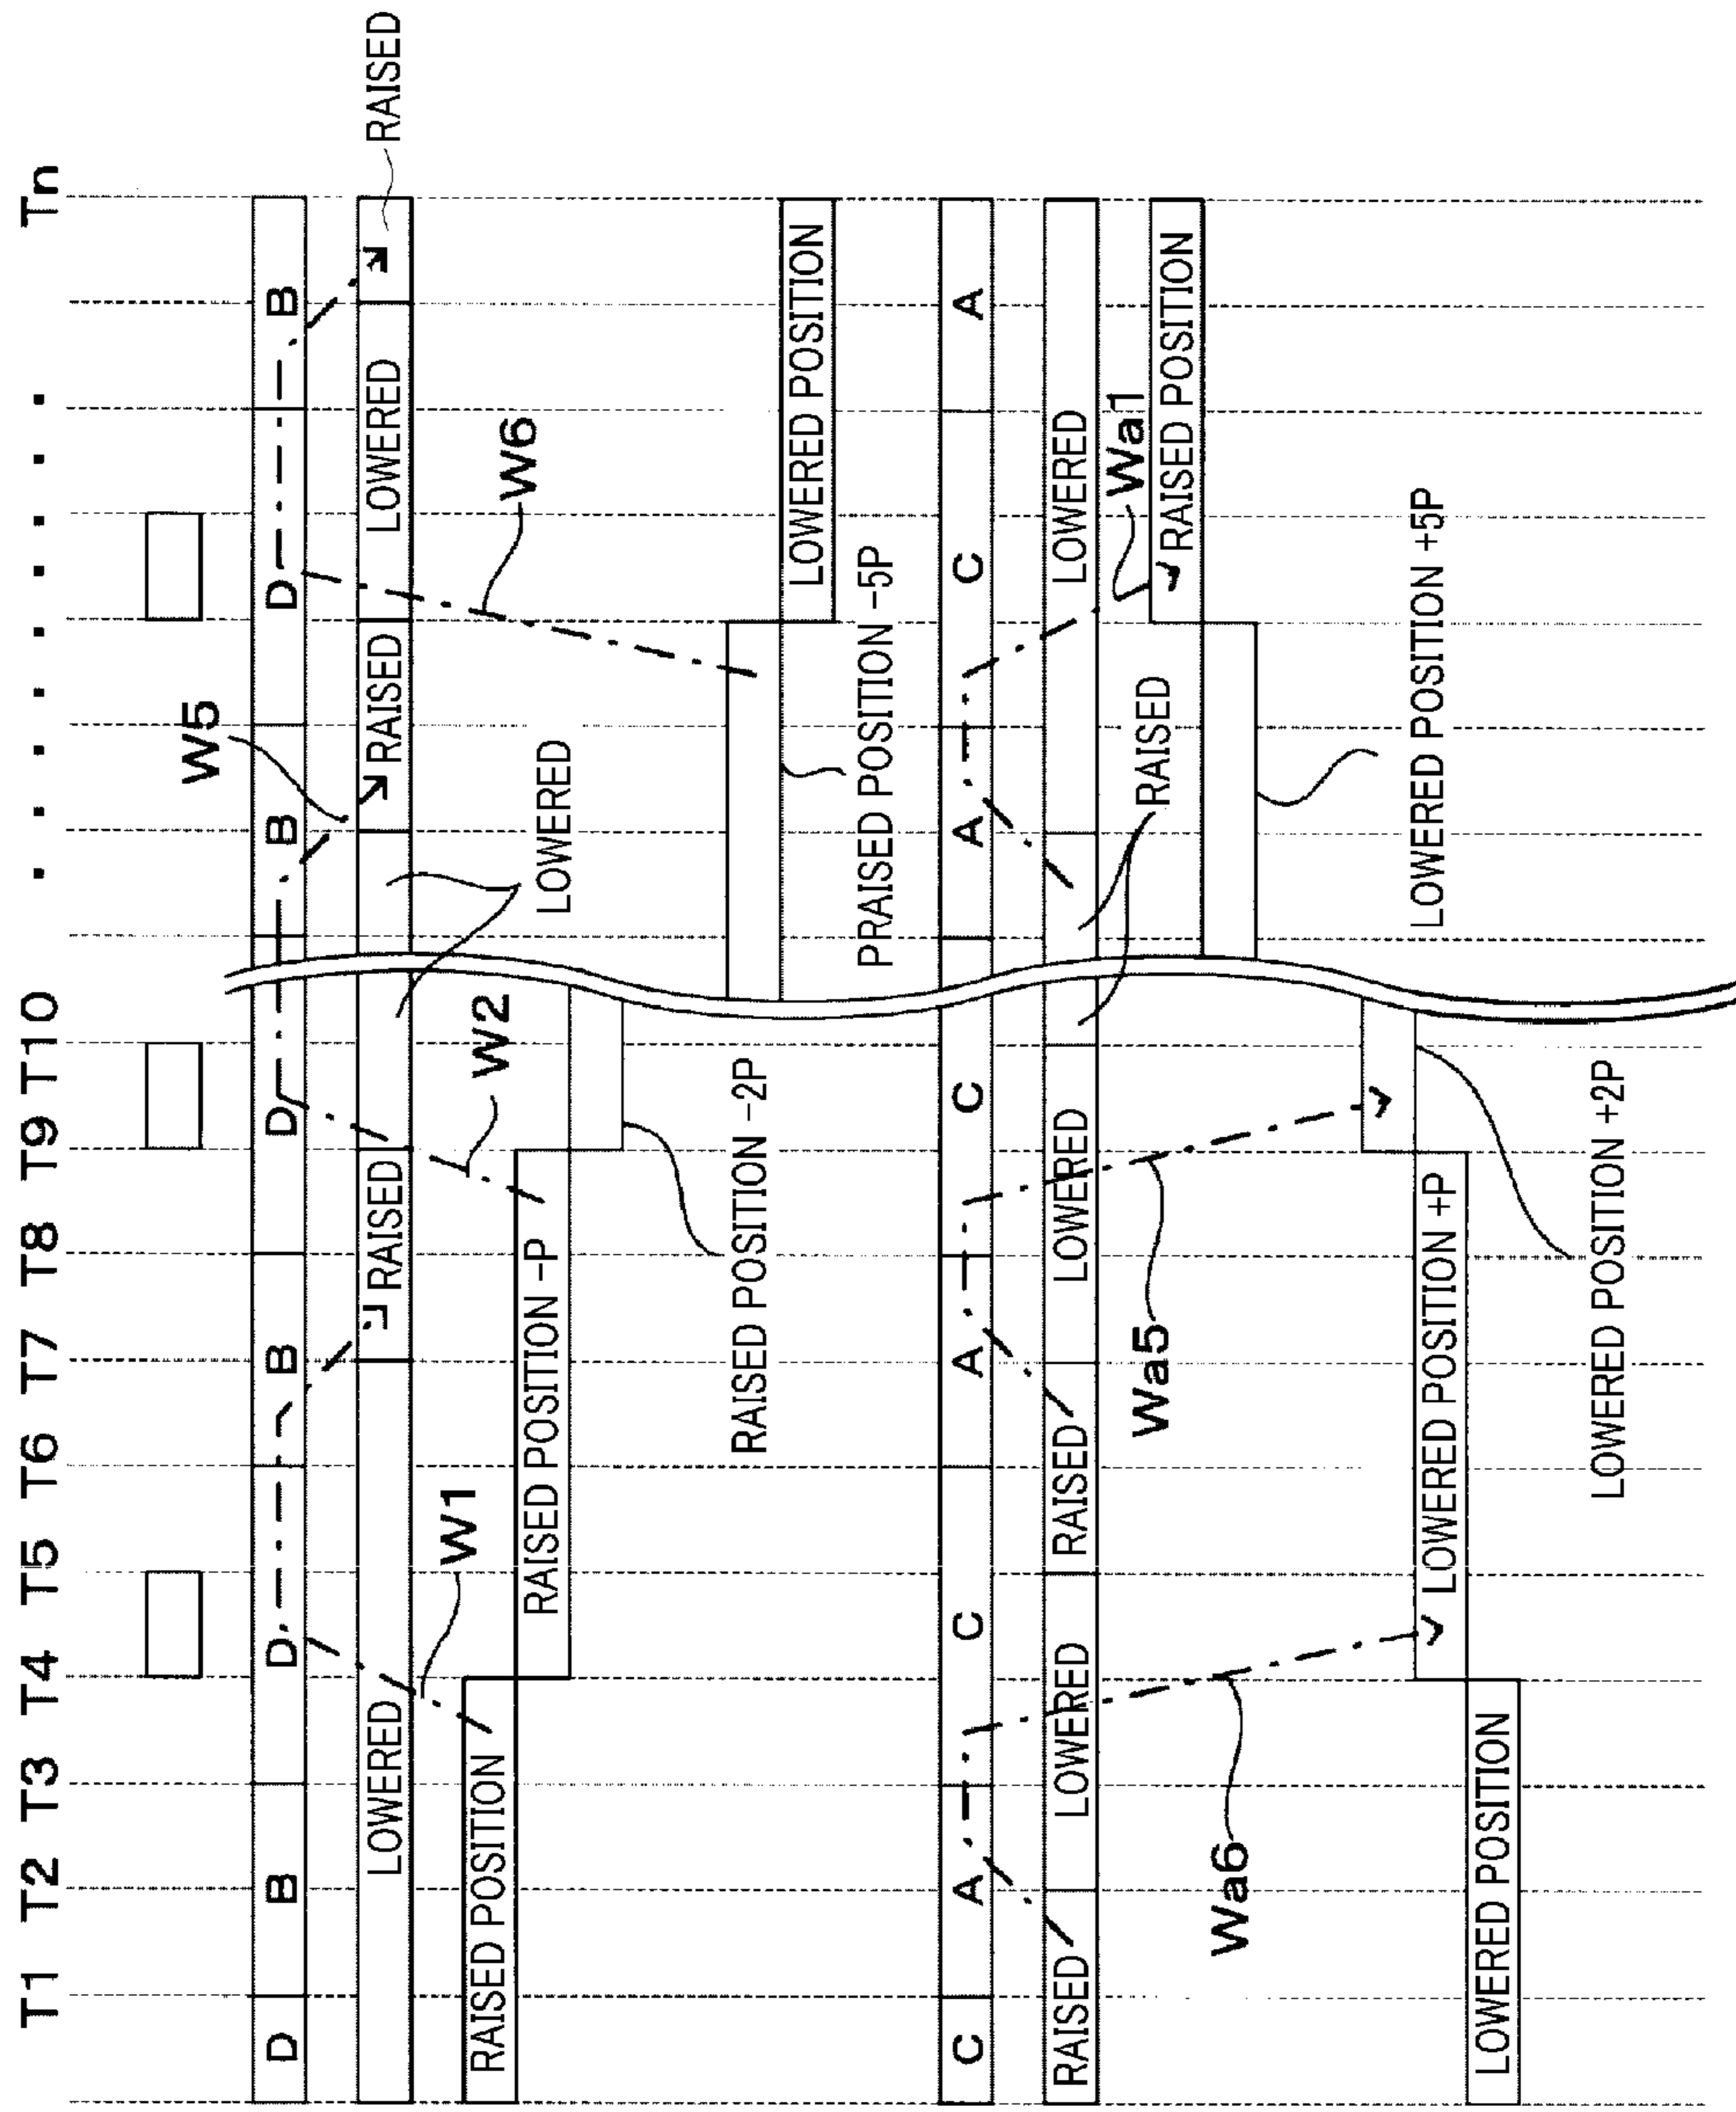 T1 T2 T3 T4 T5 T6 T7 T8 T9 T10 . . . . . . . . . Tn
W5
D B D B D B D B
LOWERED RAISED RAISED LOWERED RAISED
W1 W2 W6
RAISED POSITION
RAISED POSITION -P
LOWERED
RAISED POSITION -2P
LOWERED POSITION
PRAISED POSITION -5P
C A C A C A C A
RAISED LOWERED RAISED LOWERED LOWERED
Wa1
RAISED
RAISED POSITION
Wa5
Wa6
LOWERED POSITION +P
LOWERED POSITION +5P
LOWERED POSITION
LOWERED POSITION +2P